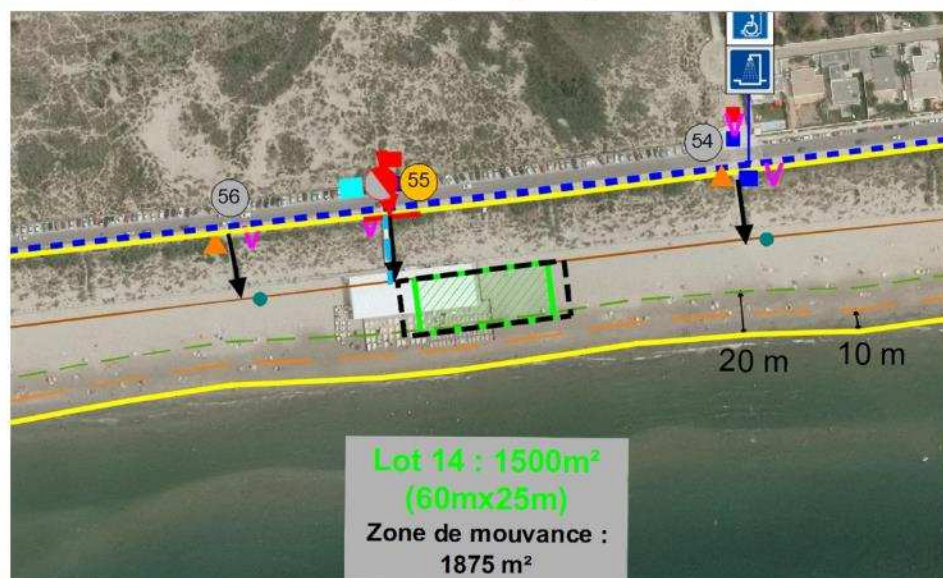 54
56
55
V
V
V
V
20 m
10 m
Lot 14 : 1500m²
(60mx25m)
Zone de mouvance :
1875 m²